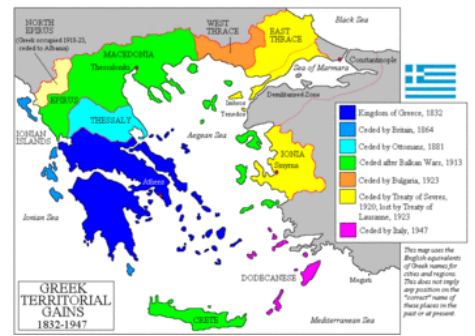 NORTH
EPIRUS
(Greek occupied 1913-22,
ceded to Albania)
MACEDONIA
Thessaloniki
WEST
THRACE
EAST
THRACE
Black Sea
Constantinople
Sea of Marmara
Demilitarised Zone
Imbros
Tenedos
EPIRUS
IONIAN
ISLANDS
THESSALY
Aegean Sea
IONIA
Smyrna
Athens
Ionian Sea
DODECANESE
Megisti
Mediterranean Sea
CRETE
Kingdom of Greece, 1832
Ceded by Britain, 1864
Ceded by Ottomans, 1881
Ceded after Balkan Wars, 1913
Ceded by Bulgaria, 1923
Ceded by Treaty of Sevres,
1920, lost by Treaty of
Lausanne, 1923
Ceded by Italy, 1947
This map uses the
English equivalents
of Greek names for
cities and regions.
This does not imply
any position on the
"correct" name of
these places in the
past or at present.
GREEK
TERRITORIAL
GAINS
1832-1947